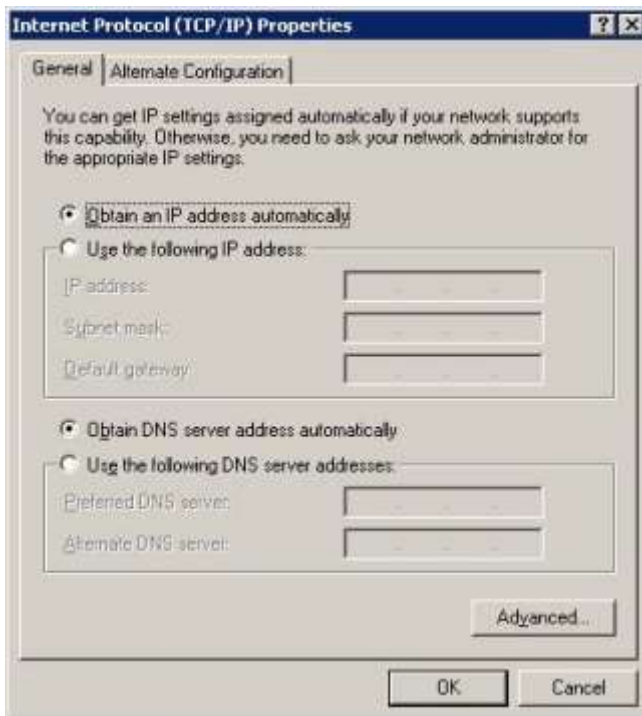 Internet Protocol (TCP/IP) Properties
General
Alternate Configuration
You can get IP settings assigned automatically if your network supports
this capability. Otherwise, you need to ask your network administrator for
the appropriate IP settings.
Obtain an IP address automatically
Use the following IP address:
IP address:
Subnet mask:
Default gateway:
Obtain DNS server address automatically
Use the following DNS server addresses:
Preferred DNS server:
Alternate DNS server:
Advanced...
OK
Cancel